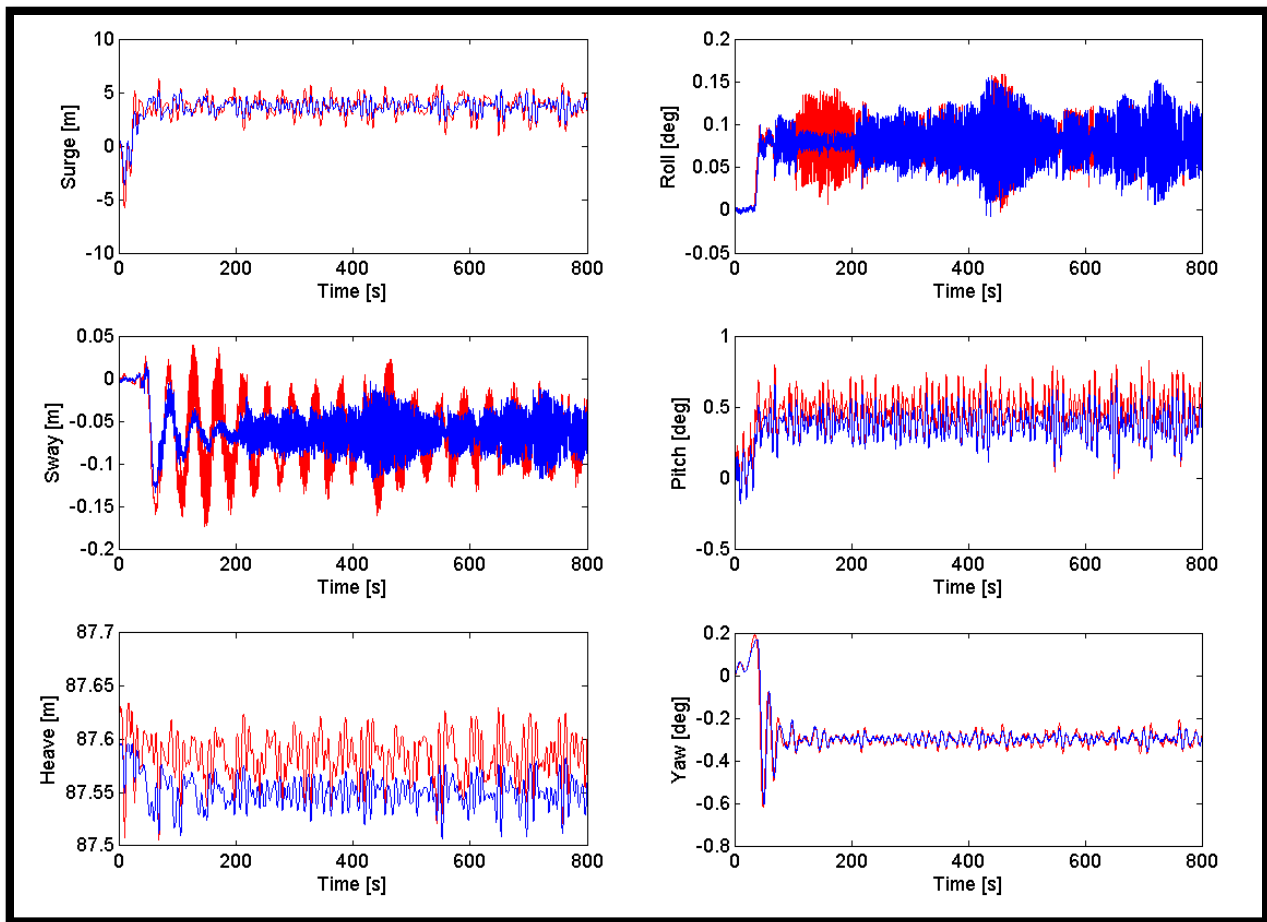 Surge [m]
10
5
0
-5
-10
0 200 400 600 800
Time [s]
Roll [deg]
0.2
0.15
0.1
0.05
0
-0.05
0 200 400 600 800
Time [s]
Sway [m]
0.05
0
-0.05
-0.1
-0.15
-0.2
0 200 400 600 800
Time [s]
Pitch [deg]
1
0.5
0
-0.5
0 200 400 600 800
Time [s]
Heave [m]
87.7
87.65
87.6
87.55
87.5
0 200 400 600 800
Time [s]
Yaw [deg]
0.2
0
-0.2
-0.4
-0.6
-0.8
0 200 400 600 800
Time [s]